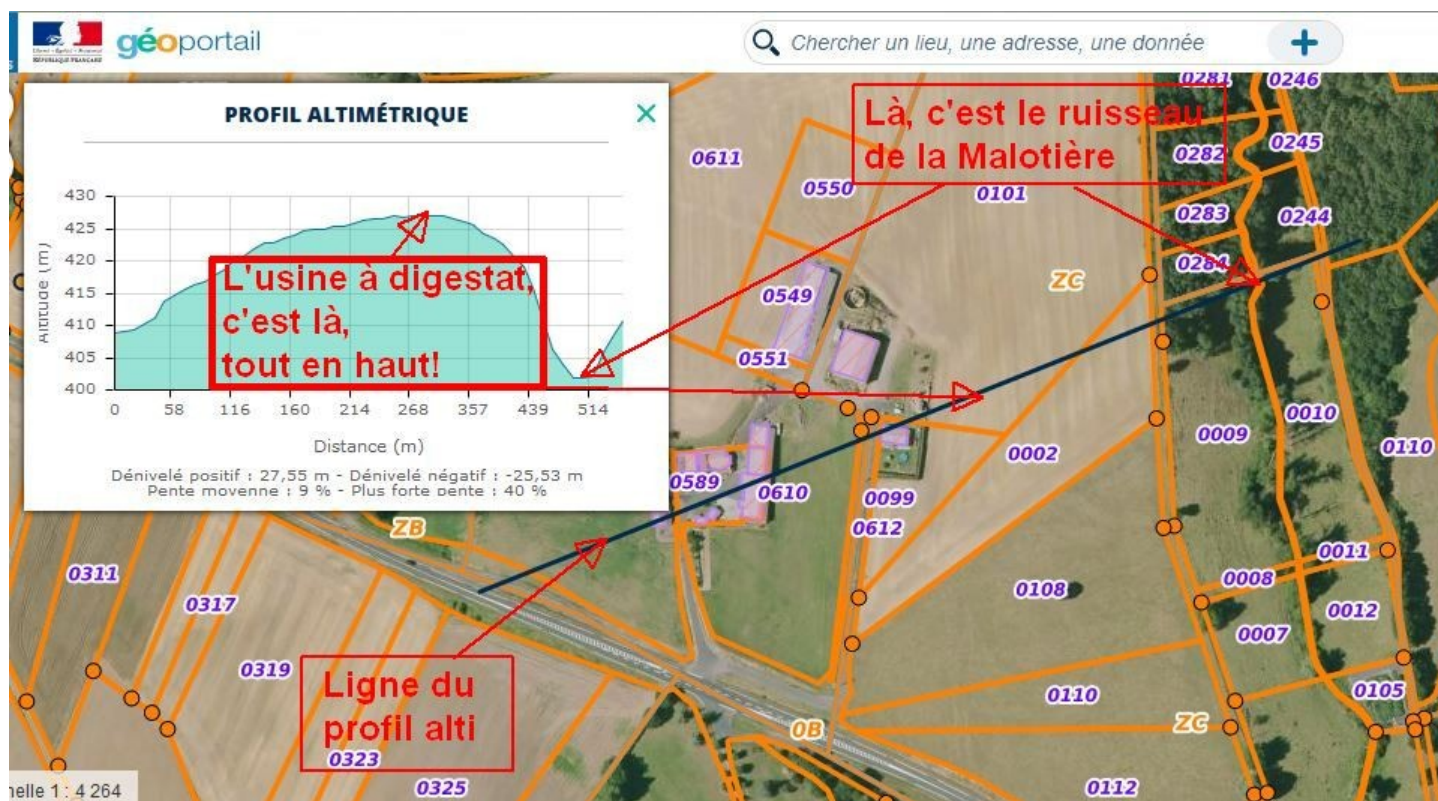 RÉPUBLIQUE FRANÇAISE
géoportail
Chercher un lieu, une adresse, une donnée
PROFIL ALTIMÉTRIQUE
430
425
420
415
410
405
400
Altitude (m)
0 58 116 160 214 268 357 439 514
Distance (m)
Dénivelé positif : 27,55 m - Dénivelé négatif : -25,53 m
Pente moyenne : 9 % - Plus forte pente : 40 %
L'usine à digestat,
c'est là,
tout en haut!
Là, c'est le ruisseau
de la Malotière
Ligne du
profil alti
0281
0246
0245
0282
0611
0550
0101
0283
0244
0284
ZC
0549
0551
0010
0009
0110
0002
0589
0610
0099
0612
ZB
0311
0317
0011
0008
0108
0012
0007
0319
0110
0105
ZC
0B
0323
0325
0112
helle 1 : 4 264